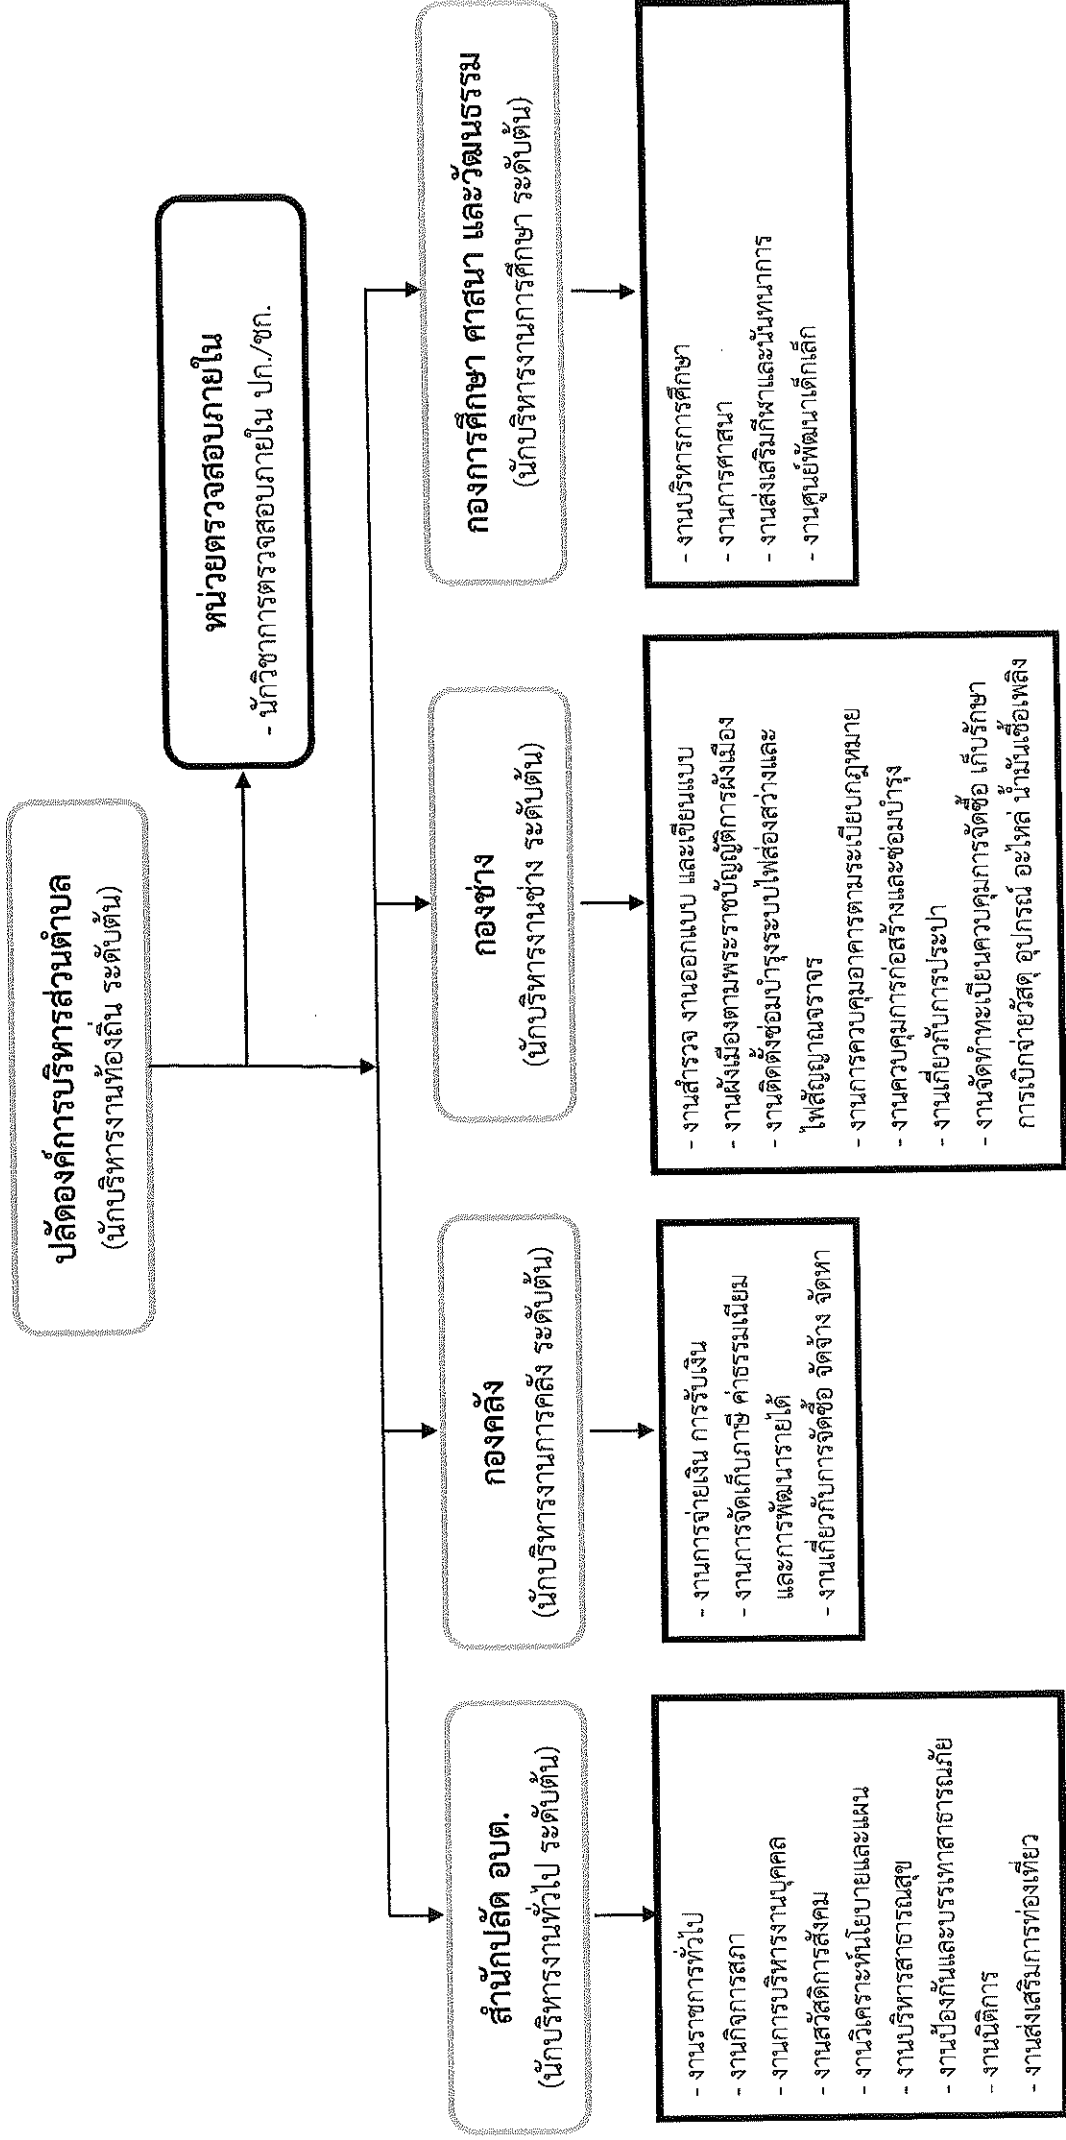 ปลัดองค์การบริหารส่วนตำบล
(นักบริหารงานท้องถิ่น ระดับต้น)
หน่วยตรวจสอบภายใน
- นักวิชาการตรวจสอบภายใน ปก./ชก.
สำนักปลัด อบต.
(นักบริหารงานทั่วไป ระดับต้น)
- งานราชการทั่วไป
- งานกิจการสภา
- งานการบริหารงานบุคคล
- งานสวัสดิการสังคม
- งานวิเคราะห์นโยบายและแผน
- งานบริหารสาธารณสุข
- งานป้องกันและบรรเทาสาธารณภัย
- งานนิติการ
- งานส่งเสริมการท่องเที่ยว
กองคลัง
(นักบริหารงานการคลัง ระดับต้น)
- งานการจ่ายเงิน การรับเงิน
- งานการจัดเก็บภาษี ค่าธรรมเนียม
และการพัฒนารายได้
- งานเกี่ยวกับการจัดซื้อ จัดจ้าง จัดหา
กองช่าง
(นักบริหารงานช่าง ระดับต้น)
- งานสำรวจ งานออกแบบ และเขียนแบบ
- งานผังเมืองตามพระราชบัญญัติการผังเมือง
- งานติดตั้งซ่อมบำรุงระบบไฟส่องสว่างและ
ไฟสัญญาณจราจร
- งานการควบคุมอาคารตามระเบียบกฎหมาย
- งานควบคุมการก่อสร้างและซ่อมบำรุง
- งานเกี่ยวกับการประปา
- งานจัดทำทะเบียนควบคุมการจัดซื้อ เก็บรักษา
การเบิกจ่ายวัสดุ อุปกรณ์ อะไหล่ น้ำมันเชื้อเพลิง
กองการศึกษา ศาสนา และวัฒนธรรม
(นักบริหารงานการศึกษา ระดับต้น)
- งานบริหารการศึกษา
- งานการศาสนา
- งานส่งเสริมกีฬาและนันทนาการ
- งานศูนย์พัฒนาเด็กเล็ก